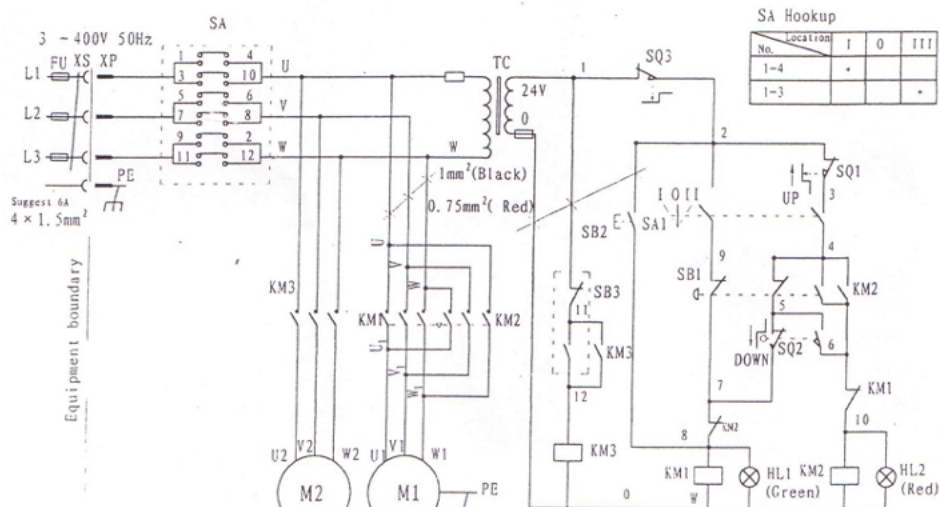 SA
SA Hookup
3 ~400V 50Hz
Location
No.
I O III
FU XS XP
1-4
1-3
1 4
3 10
5 6
7 8
9 2
11 12
L1
L2
L3
U
V
W
W
TC
24V
0
1
SQ3
2
PE
Suggest 6A
4×1.5mm²
1mm²(Black)
0.75mm²( Red)
SB2
I O II
SA1
UP
SQ1
3
4
9
SB1
KM2
5
SQ2
6
DOWN
7
KM1
10
KM2
8
Equipment boundary
KM3
U
V
W
KM1
KM2
U1
V1
W1
SB3
11
KM3
12
KM3
U2 V2 W2
U1 V1 W1
M2
M1
PE
KM1
HL1
(Green)
KM2
HL2
(Red)
0
W